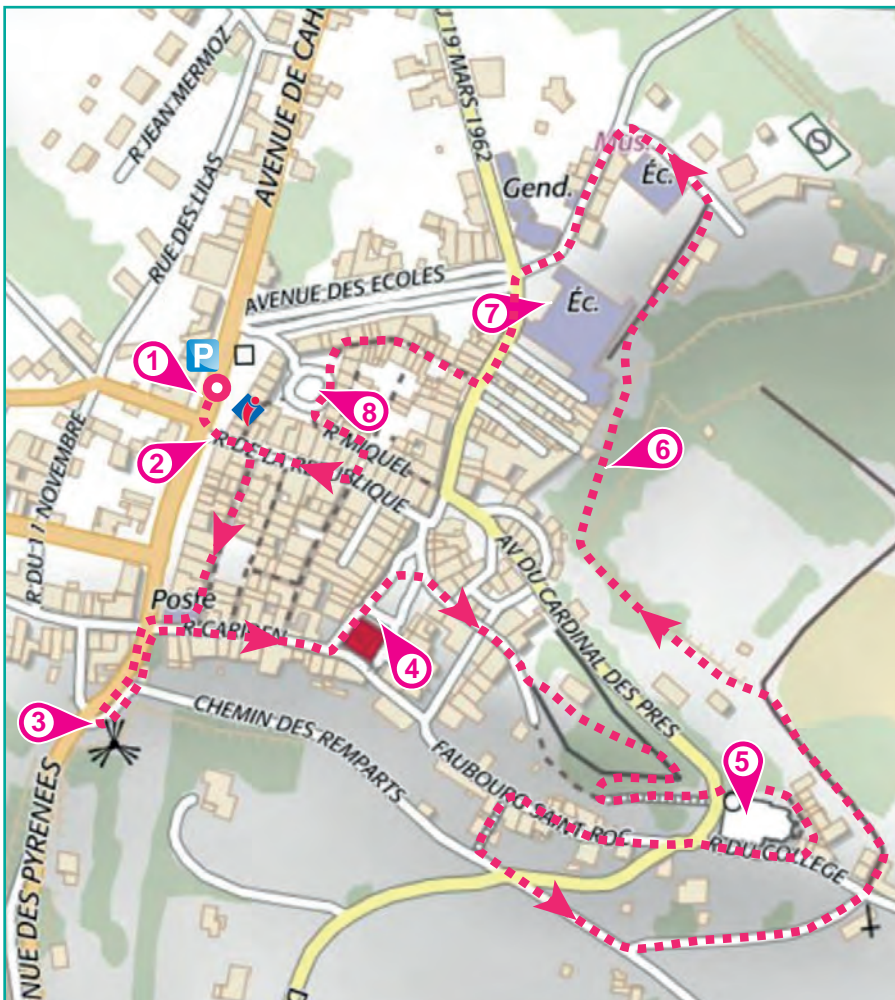 R JEAN MERMOZ
AVENUE DE CAH
U 19 MARS 1962
Mus.
Éc.
Gend.
RUE DES LILAS
AVENUE DES ECOLES
7
Éc.
P
1
8
R MIQUEL
2
R DE LA REPUBLIQUE
6
R DU 11 NOVEMBRE
AV DU CARDINAL DES PRES
Poste
4
3
CHEMIN DES REMPARTS
FAUBOURG SAINT ROC
5
R DU COLLEGE
NUE DES PYRENEES